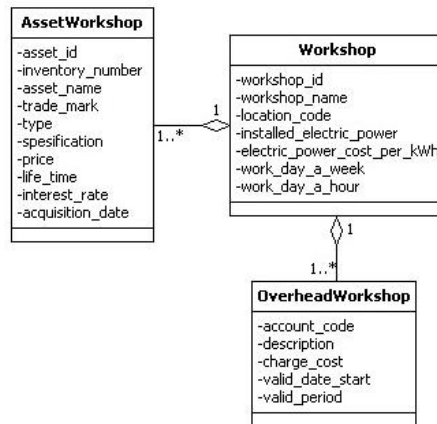 AssetWorkshop
-asset_id
-inventory_number
-asset_name
-trade_mark
-type
-spesification
-price
-life_time
-interest_rate
-acquisition_date
1..*
1
Workshop
-workshop_id
-workshop_name
-location_code
-installed_electric_power
-electric_power_cost_per_kWh
-work_day_a_week
-work_day_a_hour
1
1..*
OverheadWorkshop
-account_code
-description
-charge_cost
-valid_date_start
-valid_period